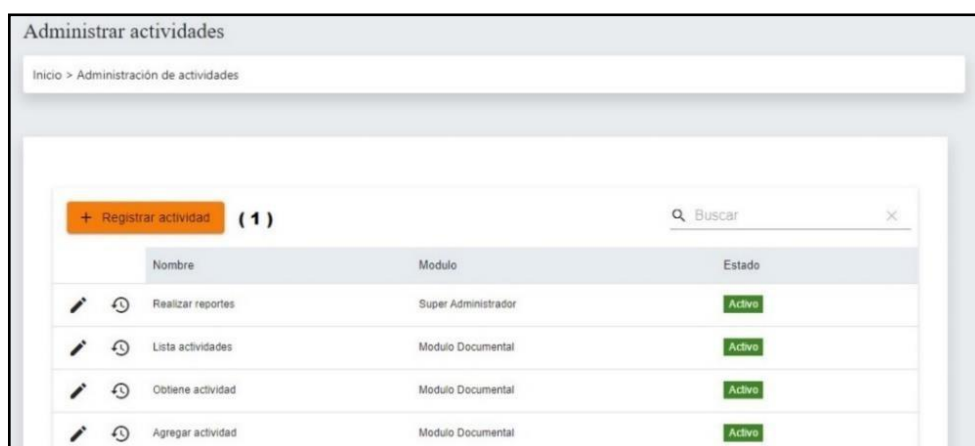 Administrar actividades
Inicio > Administración de actividades
+ Registrar actividad (1) Buscar ×
Nombre Modulo Estado
Realizar reportes Super Administrador Activo
Lista actividades Modulo Documental Activo
Obtiene actividad Modulo Documental Activo
Agregar actividad Modulo Documental Activo